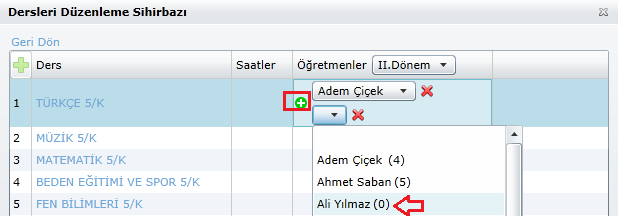 Dersleri Düzenleme Sihirbazı
Geri Dön
Ders Saatler Öğretmenler II.Dönem
1 TÜRKÇE 5/K Adem Çiçek
2 MÜZİK 5/K
3 MATEMATİK 5/K Adem Çiçek (4)
4 BEDEN EĞİTİMİ VE SPOR 5/K Ahmet Saban (5)
5 FEN BİLİMLERİ 5/K Ali Yılmaz (0)